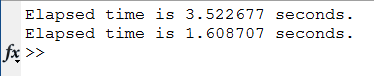 Elapsed time is 3.522677 seconds.
Elapsed time is 1.608707 seconds.
fx >>